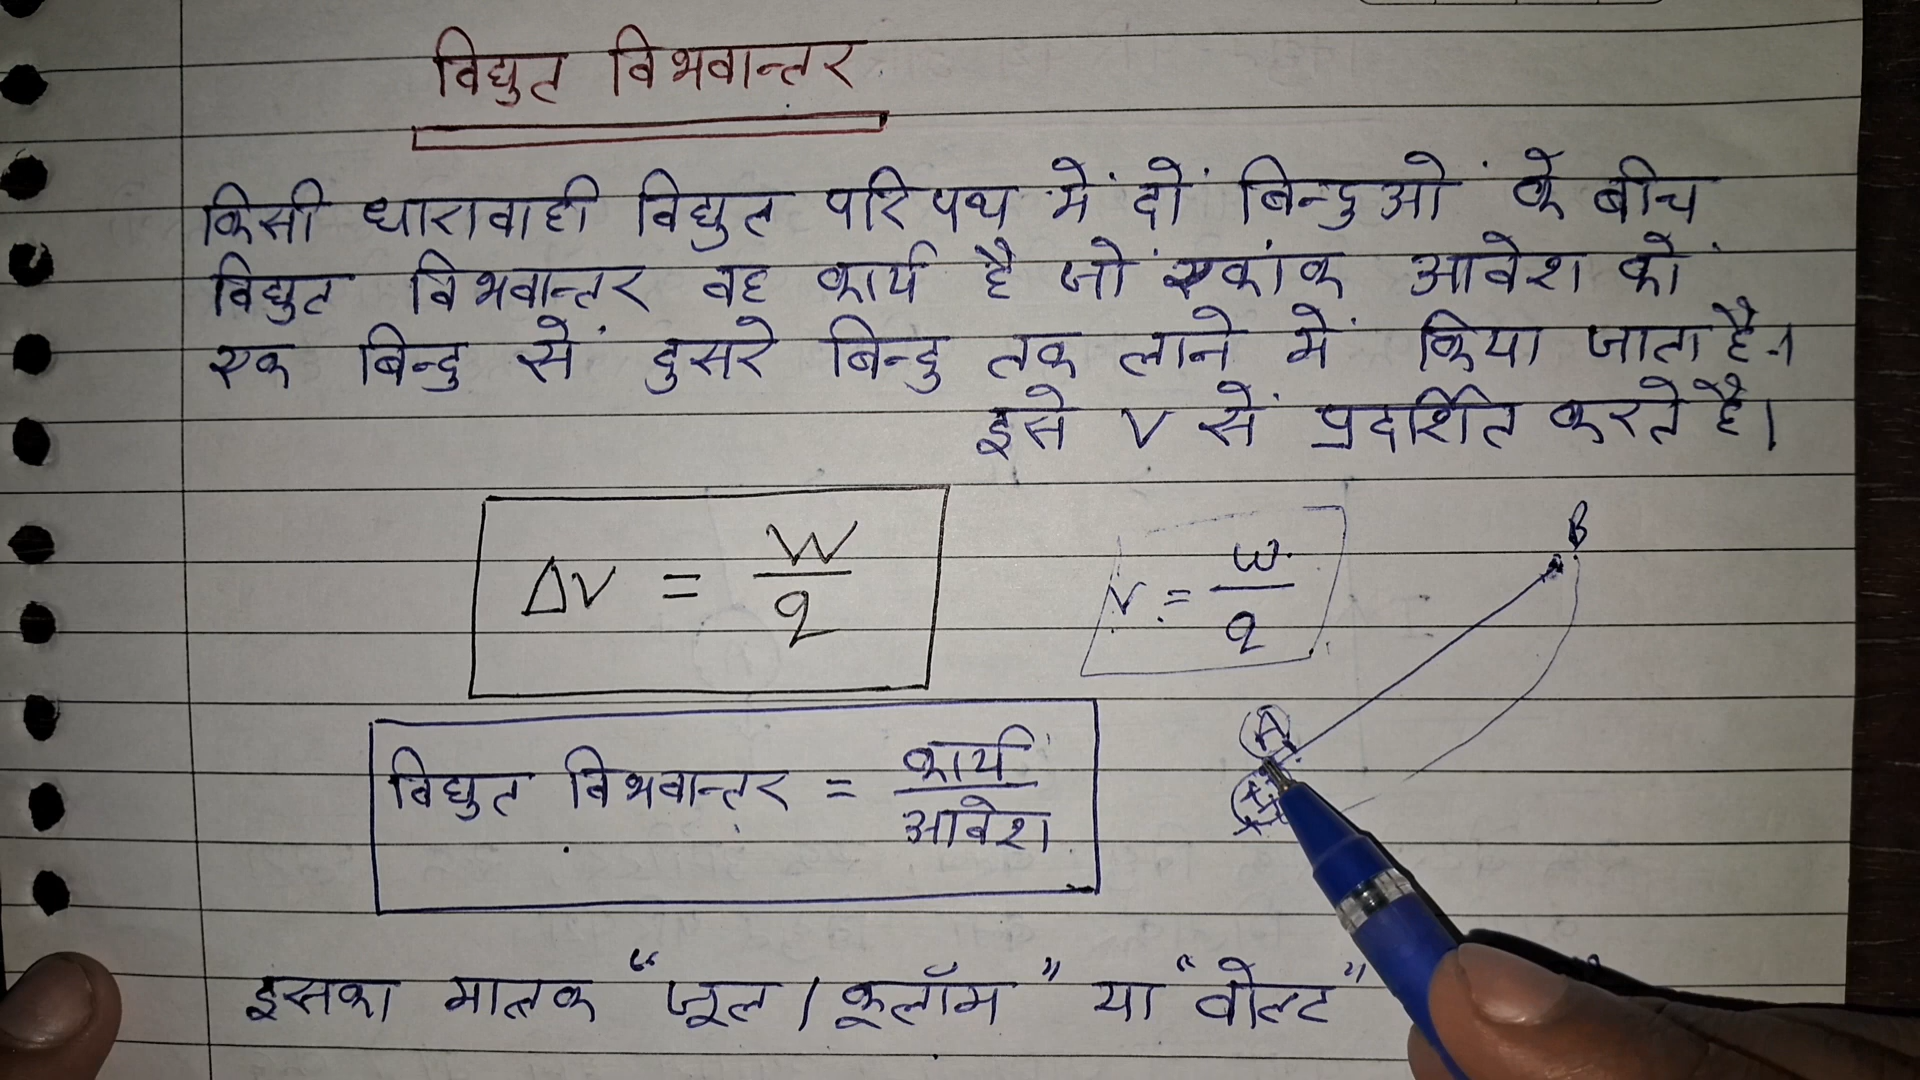 विद्युत विभवान्तर
किसी धारावाही विद्युत परिपथ में दों बिन्दुओं के बीच
विद्युत विभवान्तर वह कार्य है जों एकांक आवेश कों
एक बिन्दु सें दुसरे बिन्दु तक लाने में किया जाता है।
इसे V सें प्रदर्शित करते है।
ΔV = W/q
V = W/q
B
A
विद्युत विभवान्तर = कार्य/आवेश
इसका मात्रक “जूल / कूलॉम” या “वोल्ट”